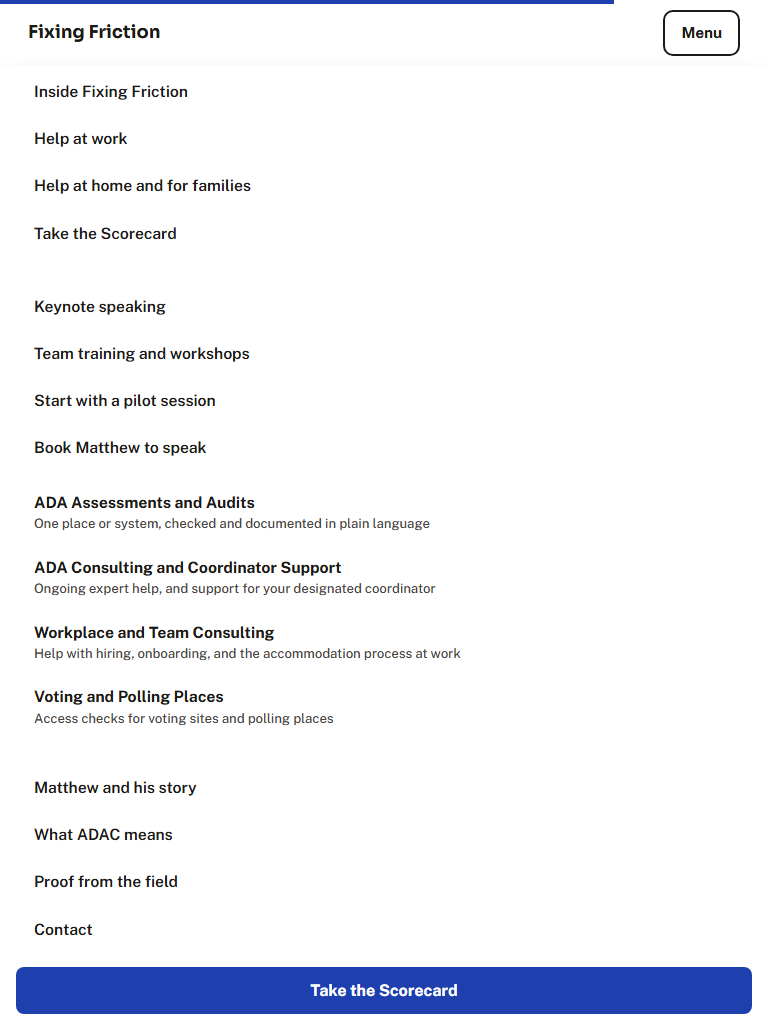 Fixing Friction
Menu
Inside Fixing Friction
Help at work
Help at home and for families
Take the Scorecard
Keynote speaking
Team training and workshops
Start with a pilot session
Book Matthew to speak
ADA Assessments and Audits
One place or system, checked and documented in plain language
ADA Consulting and Coordinator Support
Ongoing expert help, and support for your designated coordinator
Workplace and Team Consulting
Help with hiring, onboarding, and the accommodation process at work
Voting and Polling Places
Access checks for voting sites and polling places
Matthew and his story
What ADAC means
Proof from the field
Contact
Take the Scorecard